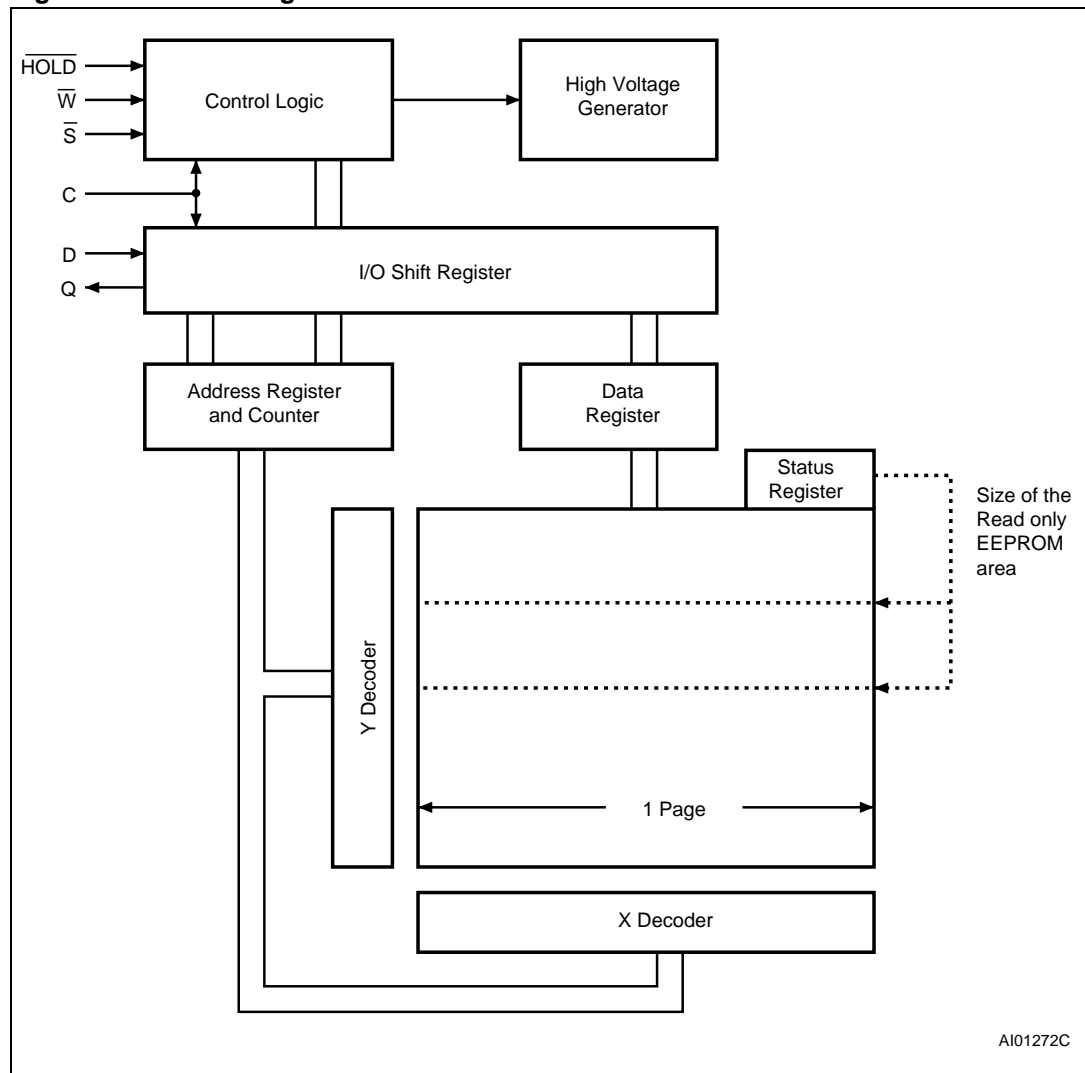 H̅O̅L̅D̅
W̅
S̅
C
D
Q
Control Logic
High Voltage
Generator
I/O Shift Register
Address Register
and Counter
Data
Register
Status
Register
Size of the
Read only
EEPROM
area
Y Decoder
1 Page
X Decoder
AI01272C